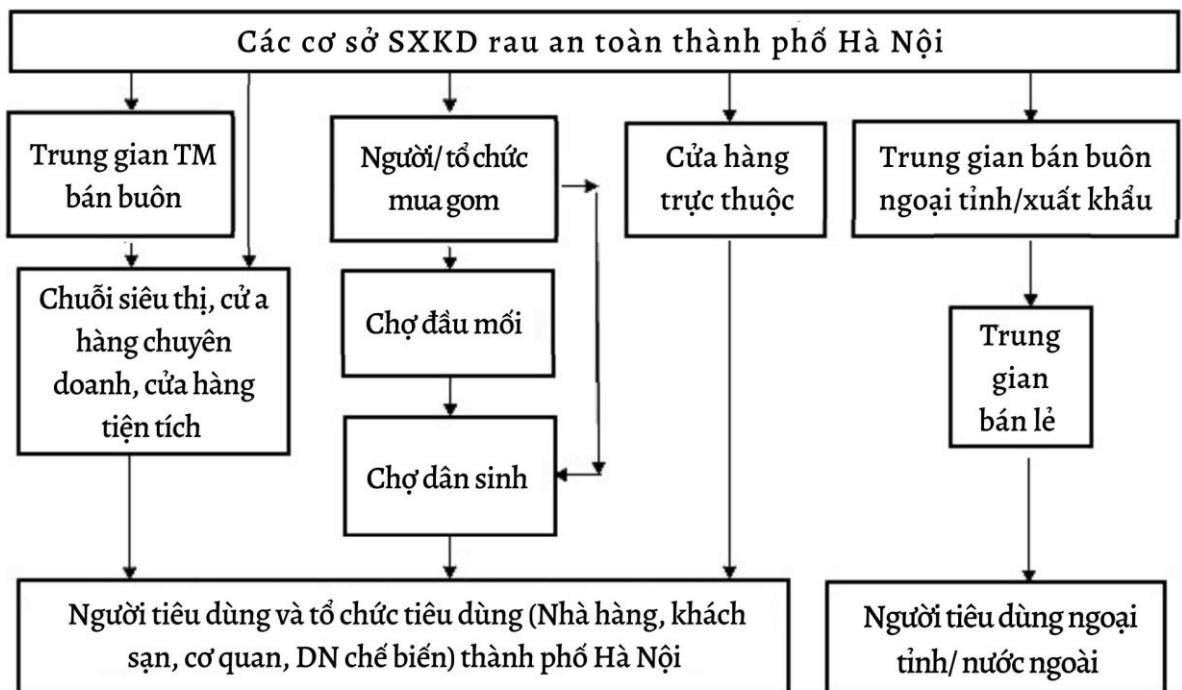 Các cơ sở SXKD rau an toàn thành phố Hà Nội
Trung gian TM
bán buôn
Người/ tổ chức
mua gom
Cửa hàng
trực thuộc
Trung gian bán buôn
ngoại tỉnh/xuất khẩu
Chuỗi siêu thị, cử a
hàng chuyên
doanh, cửa hàng
tiện tích
Chợ đầu mối
Trung
gian
bán lẻ
Chợ dân sinh
Người tiêu dùng và tổ chức tiêu dùng (Nhà hàng, khách
sạn, cơ quan, DN chế biến) thành phố Hà Nội
Người tiêu dùng ngoại
tỉnh/ nước ngoài